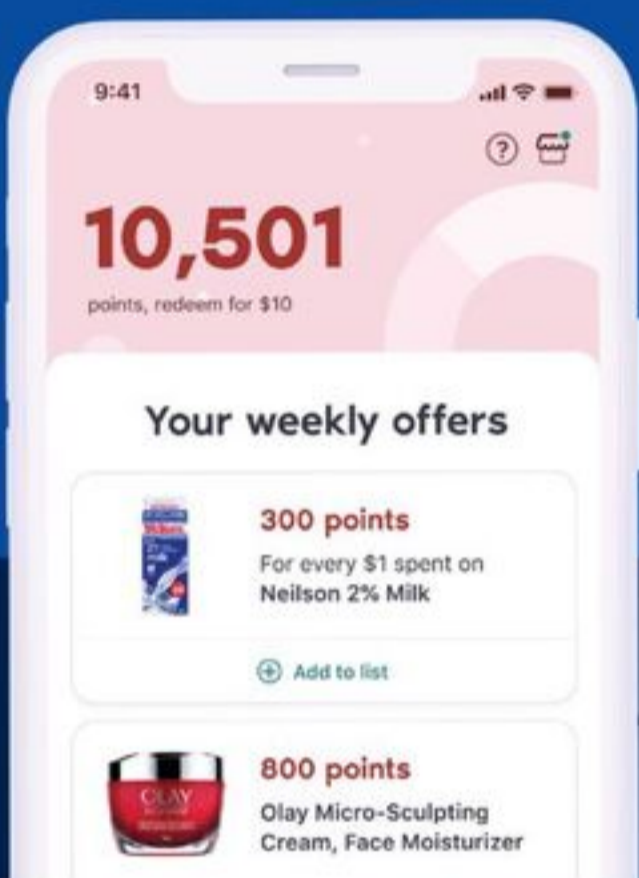 9:41
10,501
points, redeem for $10
Your weekly offers
300 points
For every $1 spent on
Neilson 2% Milk
Add to list
OLAY
800 points
Olay Micro-Sculpting
Cream, Face Moisturizer